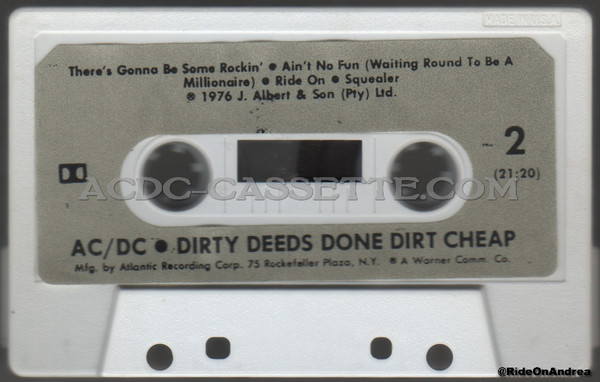 MADE IN U.S.A.
There's Gonna Be Some Rockin' • Ain't No Fun (Waiting Round To Be A
Millionaire) • Ride On • Squealer
℗ 1976 J. Albert & Son (Pty) Ltd.
2
(21:20)
ACDC-CASSETTE.COM
AC/DC • DIRTY DEEDS DONE DIRT CHEAP
Mfg. by Atlantic Recording Corp. 75 Rockefeller Plaza, N.Y. ® A Warner Comm. Co.
@RideOnAndrea